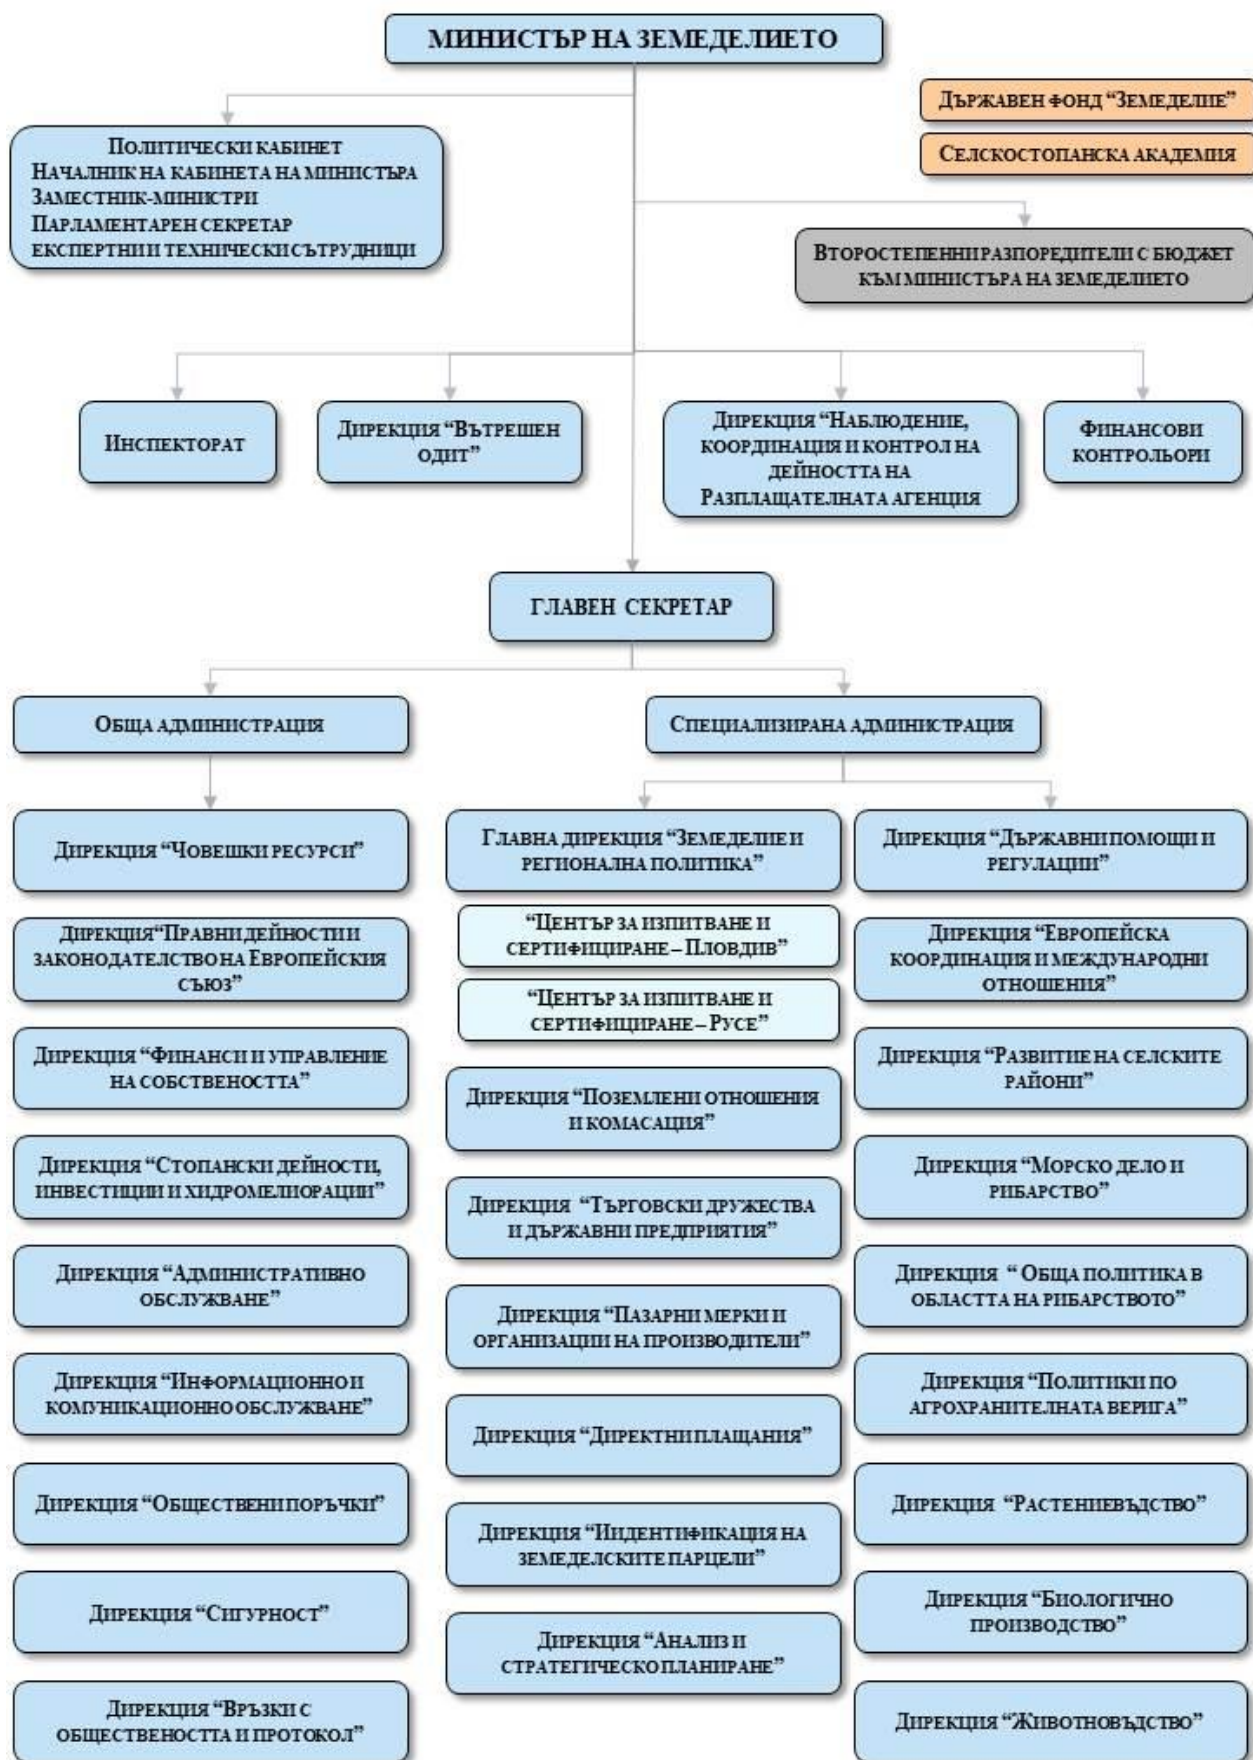 МИНИСТЪР НА ЗЕМЕДЕЛИЕТО
ДЪРЖАВЕН ФОНД “ЗЕМЕДЕЛИЕ”
СЕЛСКОСТОПАНСКА АКАДЕМИЯ
ПОЛИТИЧЕСКИ КАБИНЕТ
НАЧАЛНИК НА КАБИНЕТА НА МИНИСТЪРА
ЗАМЕСТНИК-МИНИСТРИ
ПАРЛАМЕНТАРЕН СЕКРЕТАР
ЕКСПЕРТНИ И ТЕХНИЧЕСКИ СЪТРУДНИЦИ
ВТОРОСТЕПЕННИ РАЗПОРЕДИТЕЛИ С БЮДЖЕТ
КЪМ МИНИСТЪРА НА ЗЕМЕДЕЛИЕТО
ИНСПЕКТОРАТ
ДИРЕКЦИЯ “ВЪТРЕШЕН
ОДИТ”
ДИРЕКЦИЯ “НАБЛЮДЕНИЕ,
КООРДИНАЦИЯ И КОНТРОЛ НА
ДЕЙНОСТТА НА
РАЗПЛАЩАТЕЛНАТА АГЕНЦИЯ
ФИНАНСОВИ
КОНТРОЛЬОРИ
ГЛАВЕН СЕКРЕТАР
ОБЩА АДМИНИСТРАЦИЯ
СПЕЦИАЛИЗИРАНА АДМИНИСТРАЦИЯ
ДИРЕКЦИЯ “ЧОВЕШКИ РЕСУРСИ”
ДИРЕКЦИЯ“ПРАВНИ ДЕЙНОСТИ И
ЗАКОНОДАТЕЛСТВО НА ЕВРОПЕЙСКИЯ
СЪЮЗ”
ДИРЕКЦИЯ “ФИНАНСИ И УПРАВЛЕНИЕ
НА СОБСТВЕНОСТТА”
ДИРЕКЦИЯ “СТОПАНСКИ ДЕЙНОСТИ,
ИНВЕСТИЦИИ И ХИДРОМЕЛИОРАЦИИ”
ДИРЕКЦИЯ “АДМИНИСТРАТИВНО
ОБСЛУЖВАНЕ”
ДИРЕКЦИЯ “ИНФОРМАЦИОННО И
КОМУНИКАЦИОННО ОБСЛУЖВАНЕ”
ДИРЕКЦИЯ “ОБЩЕСТВЕНИ ПОРЪЧКИ”
ДИРЕКЦИЯ “СИГУРНОСТ”
ДИРЕКЦИЯ “ВРЪЗКИ С
ОБЩЕСТВЕНОСТТА И ПРОТОКОЛ”
ГЛАВНА ДИРЕКЦИЯ “ЗЕМЕДЕЛИЕ И
РЕГИОНАЛНА ПОЛИТИКА”
“ЦЕНТЪР ЗА ИЗПИТВАНЕ И
СЕРТИФИЦИРАНЕ – ПЛОВДИВ”
“ЦЕНТЪР ЗА ИЗПИТВАНЕ И
СЕРТИФИЦИРАНЕ – РУСЕ”
ДИРЕКЦИЯ “ПОЗЕМЛЕНИ ОТНОШЕНИЯ
И КОМАСАЦИЯ”
ДИРЕКЦИЯ “ТЪРГОВСКИ ДРУЖЕСТВА
И ДЪРЖАВНИ ПРЕДПРИЯТИЯ”
ДИРЕКЦИЯ “ПАЗАРНИ МЕРКИ И
ОРГАНИЗАЦИИ НА ПРОИЗВОДИТЕЛИ”
ДИРЕКЦИЯ “ДИРЕКТНИ ПЛАЩАНИЯ”
ДИРЕКЦИЯ “ИИДЕНТИФИКАЦИЯ НА
ЗЕМЕДЕЛСКИТЕ ПАРЦЕЛИ”
ДИРЕКЦИЯ “АНАЛИЗ И
СТРАТЕГИЧЕСКО ПЛАНИРАНЕ”
ДИРЕКЦИЯ “ДЪРЖАВНИ ПОМОЩИ И
РЕГУЛАЦИИ”
ДИРЕКЦИЯ “ЕВРОПЕЙСКА
КООРДИНАЦИЯ И МЕЖДУНАРОДНИ
ОТНОШЕНИЯ”
ДИРЕКЦИЯ “РАЗВИТИЕ НА СЕЛСКИТЕ
РАЙОНИ”
ДИРЕКЦИЯ “МОРСКО ДЕЛО И
РИБАРСТВО”
ДИРЕКЦИЯ “ ОБЩА ПОЛИТИКА В
ОБЛАСТТА НА РИБАРСТВОТО”
ДИРЕКЦИЯ “ПОЛИТИКИ ПО
АГРОХРАНИТЕЛНАТА ВЕРИГА”
ДИРЕКЦИЯ “РАСТЕНИЕВЪДСТВО”
ДИРЕКЦИЯ “БИОЛОГИЧНО
ПРОИЗВОДСТВО”
ДИРЕКЦИЯ “ЖИВОТНОВЪДСТВО”